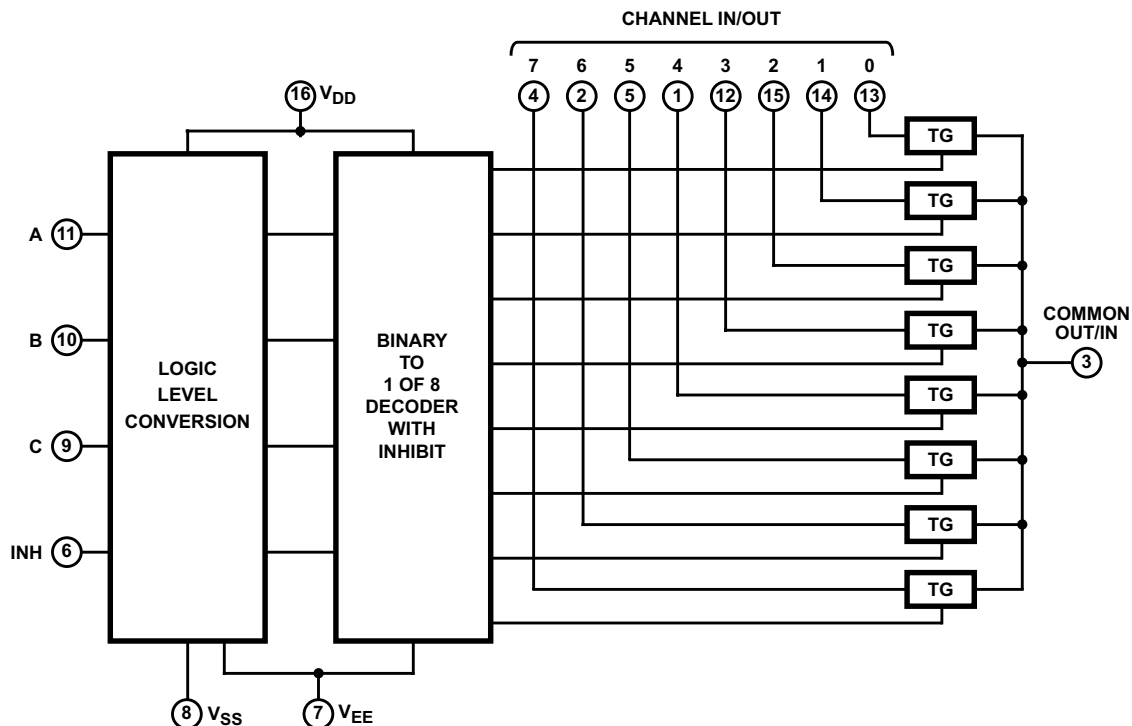 CHANNEL IN/OUT
7 6 5 4 3 2 1 0
4 2 5 1 12 15 14 13
16 VDD
TG
TG
TG
TG
TG
TG
TG
TG
A 11
B 10
C 9
INH 6
LOGIC
LEVEL
CONVERSION
BINARY
TO
1 OF 8
DECODER
WITH
INHIBIT
COMMON
OUT/IN
3
8 VSS
7 VEE